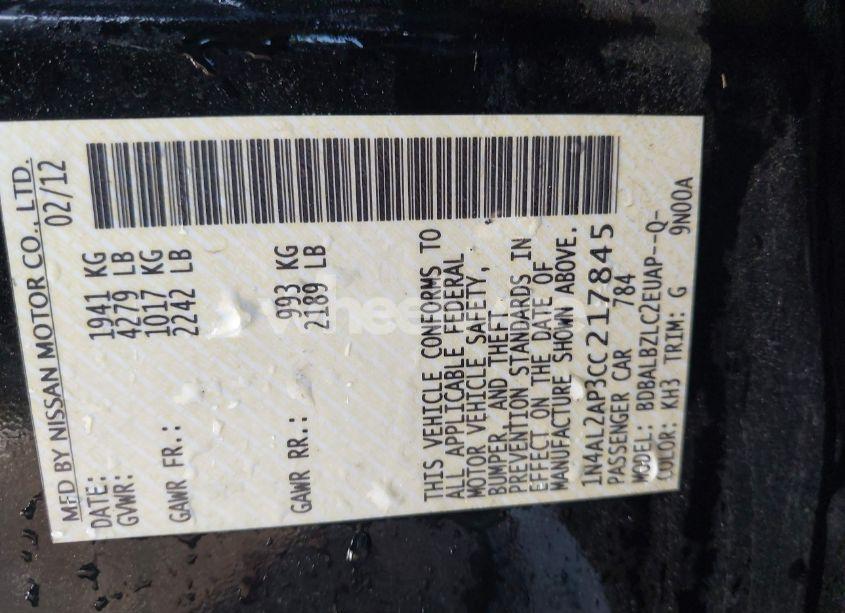 MFD BY NISSAN MOTOR CO., LTD.
DATE: 02/12
GVWR: 1941 KG
4279 LB
GAWR FR.: 1017 KG
2242 LB
GAWR RR.: 993 KG
2189 LB
THIS VEHICLE CONFORMS TO
ALL APPLICABLE FEDERAL
MOTOR VEHICLE SAFETY,
BUMPER, AND THEFT
PREVENTION STANDARDS IN
EFFECT ON THE DATE OF
MANUFACTURE SHOWN ABOVE.
1N4AL2AP3CC217845
PASSENGER CAR 784
MODEL: BDBALBZLC2EUAP--Q-
COLOR: KH3 TRIM: G 9N00A